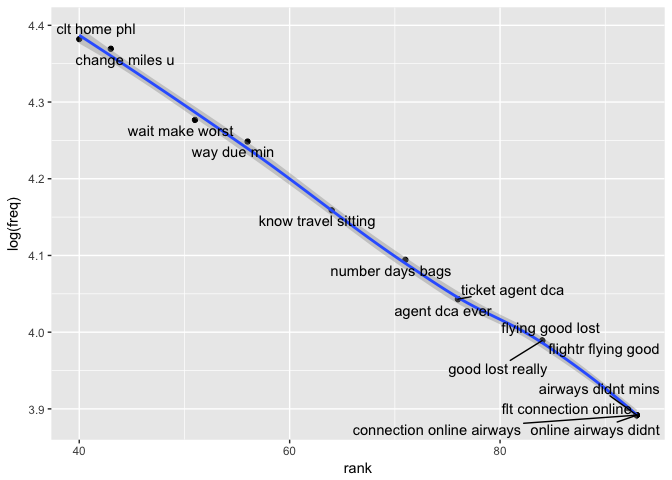 4.4
clt home phl
change miles u
4.3
wait make worst
way due min
4.2
know travel sitting
log(freq)
4.1
number days bags
ticket agent dca
agent dca ever
flying good lost
4.0
flightr flying good
good lost really
airways didnt mins
flt connection online
3.9
connection online airways
online airways didnt
40
60
80
rank